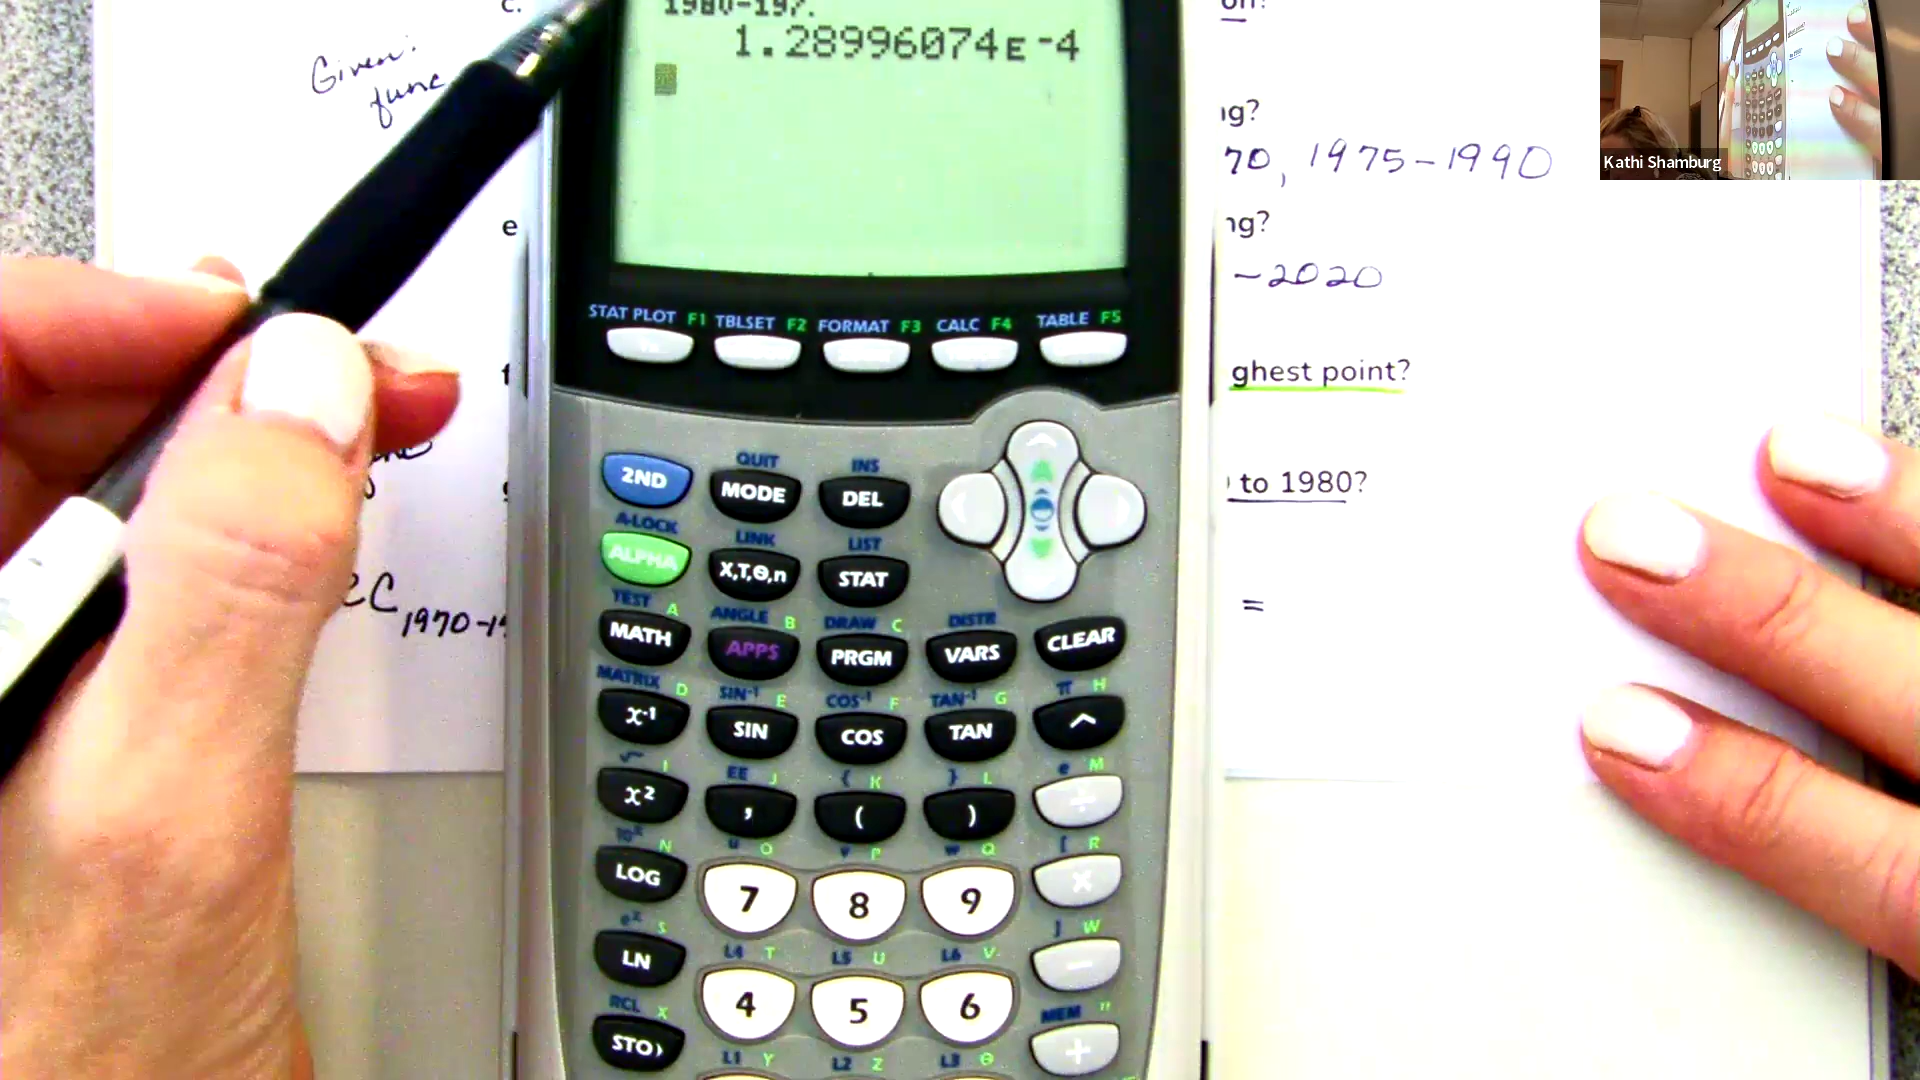 c.
Given:
func
e
1970-19
1.28996074E-4
on?
ng?
70, 1975-1990
ng?
-2020
ghest point?
to 1980?
=
Kathi Shamburg
STAT PLOT F1 TBLSET F2 FORMAT F3 CALC F4 TABLE F5
QUIT INS
2ND MODE DEL
A-LOCK LINK LIST
ALPHA X,T,Θ,n STAT
TEST A ANGLE B DRAW C DISTR
MATH APPS PRGM VARS CLEAR
MATRIX D SIN-1 E COS-1 F TAN-1 G π H
x-1 SIN COS TAN ^
√ I EE J { K } L e M
x2 , ( ) ÷
10x N u O v P w Q [ R
LOG 7 8 9 ×
ex S L4 T L5 U L6 V ] W
LN 4 5 6 −
RCL X L1 Y L2 Z L3 θ MEM "
STO› +